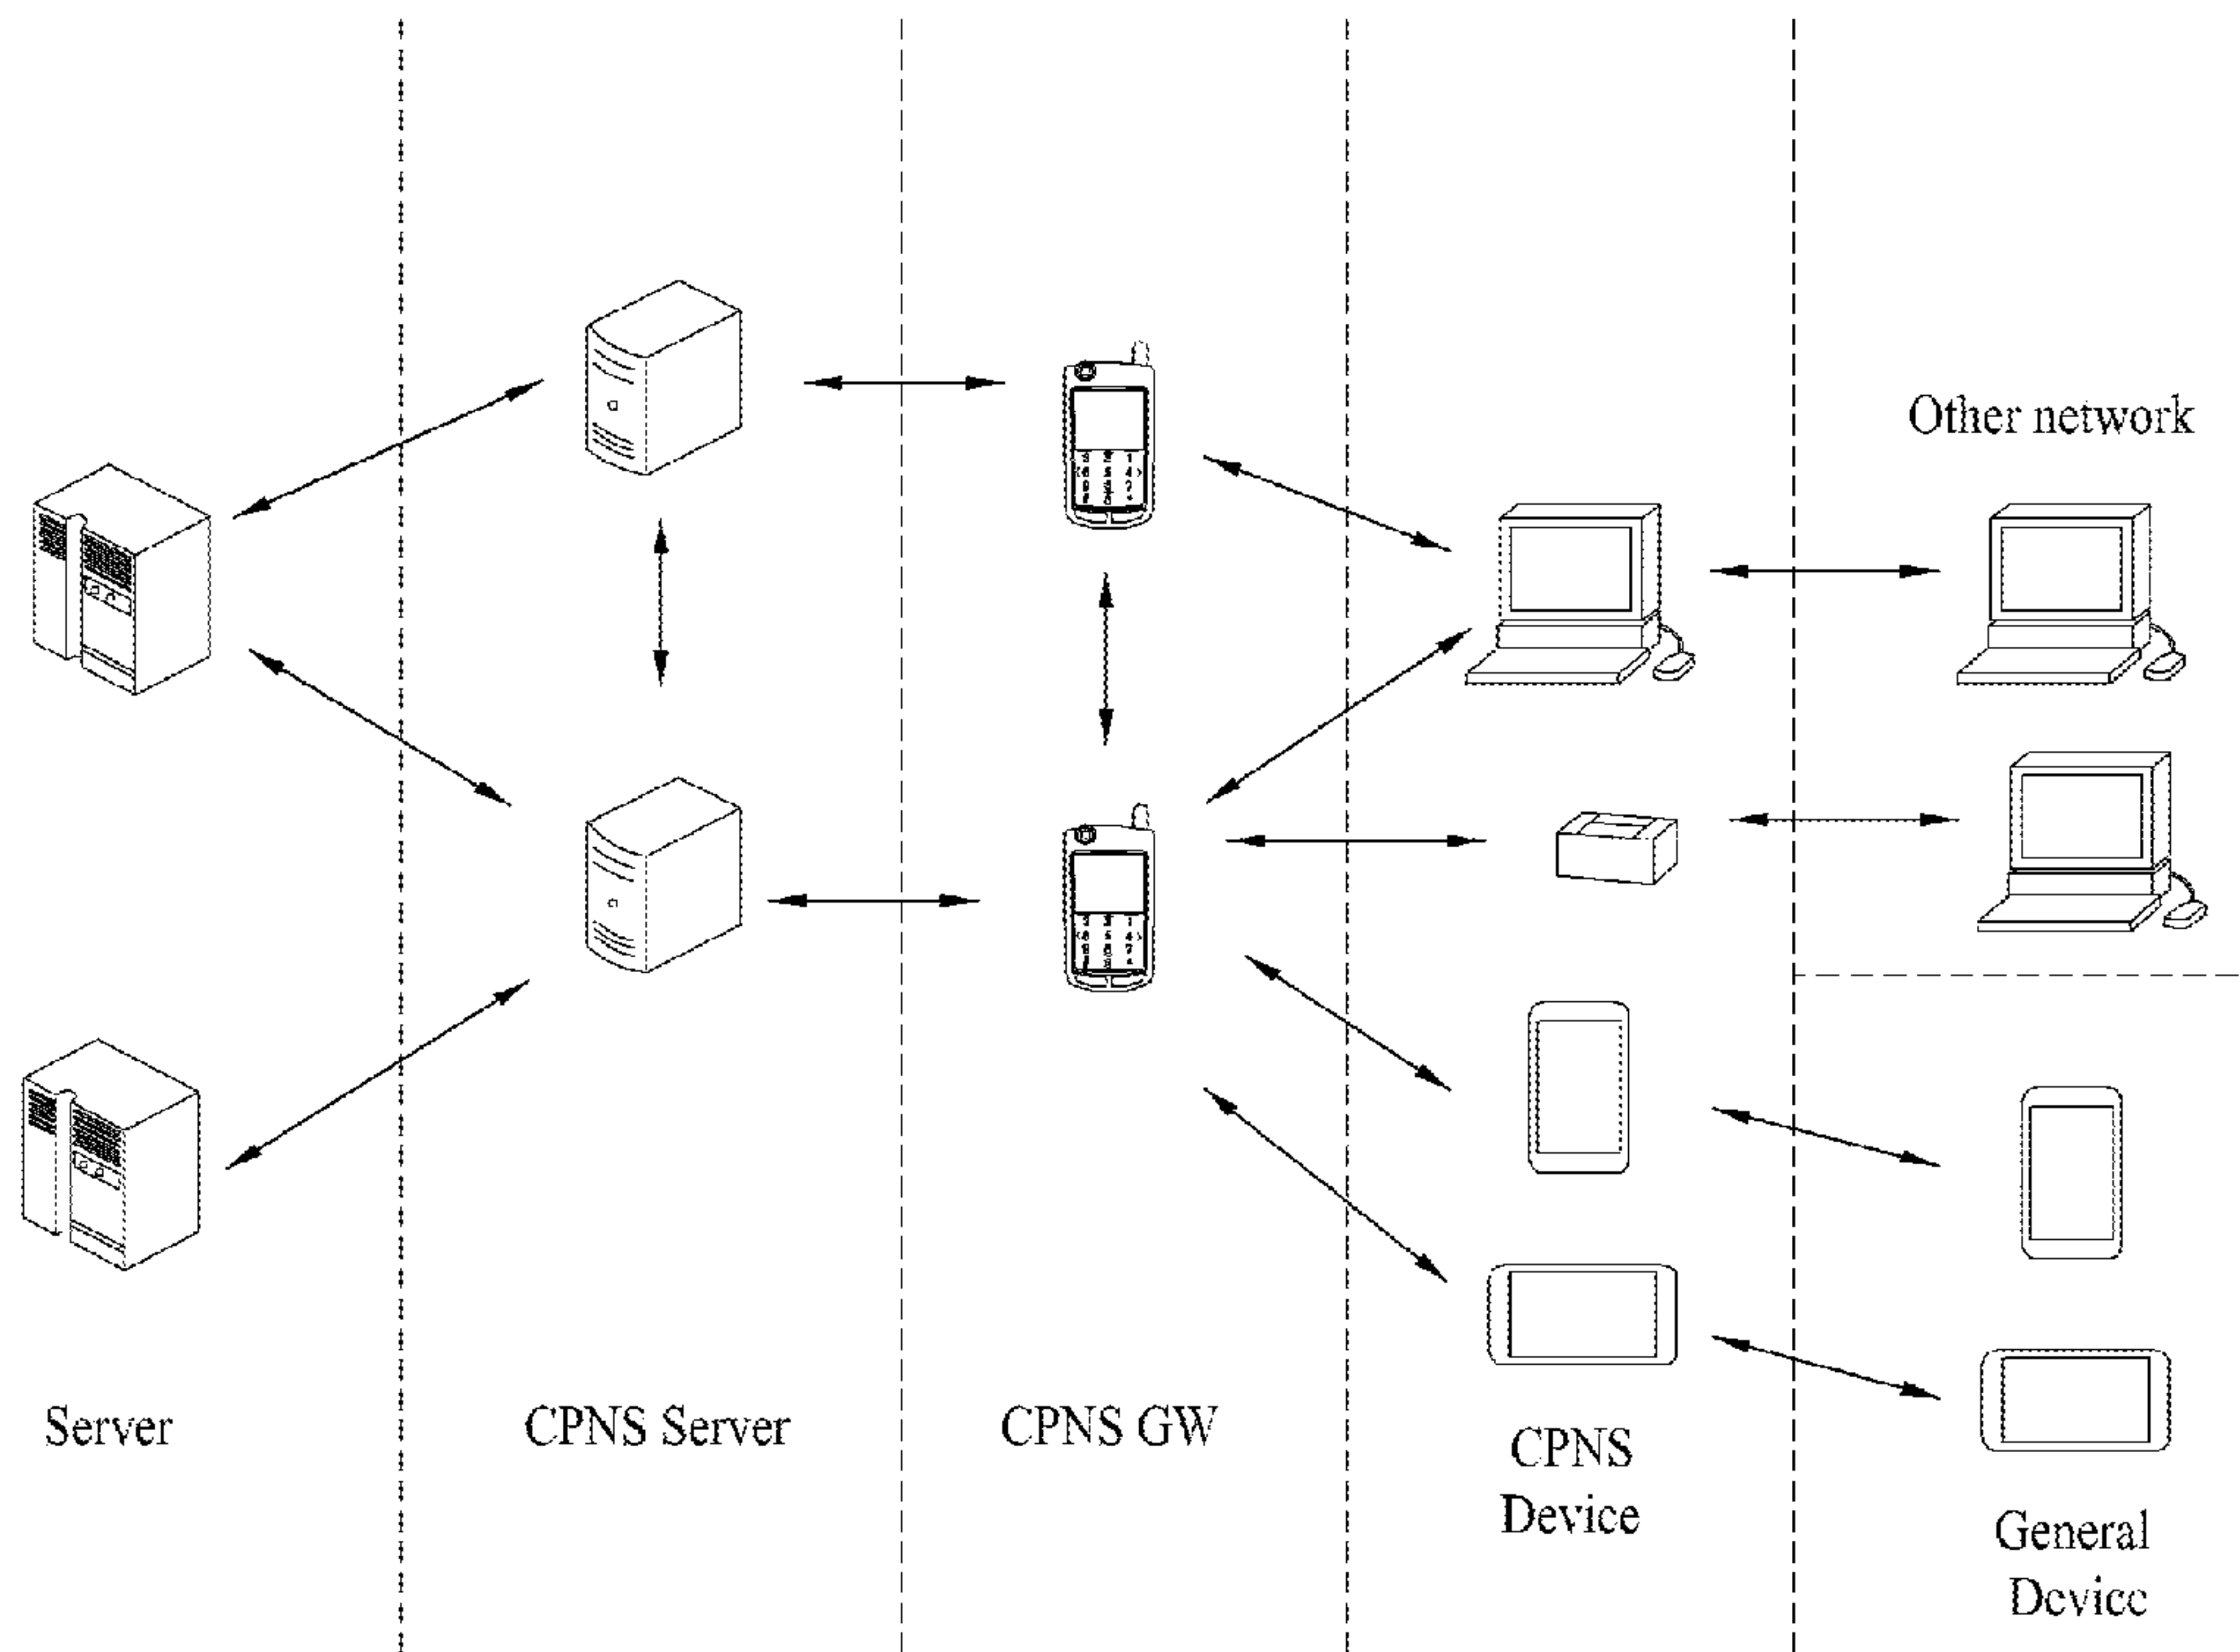 Other network
Server
CPNS Server
CPNS GW
CPNS
Device
General
Device